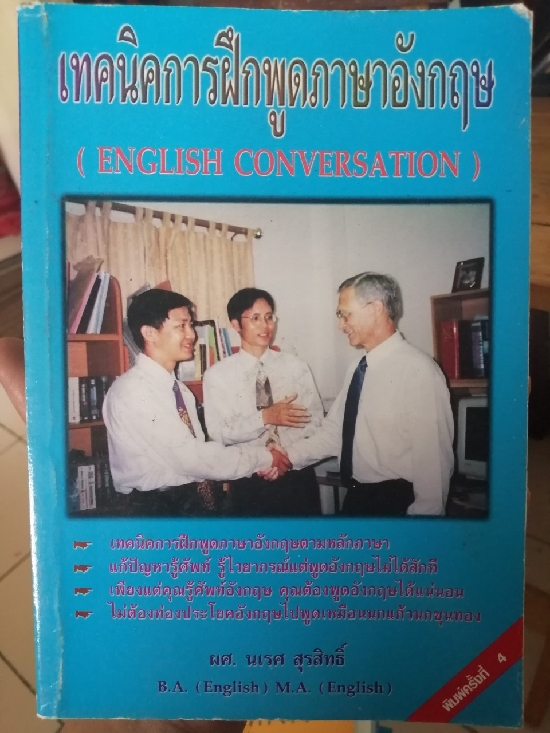 เทคนิคการฝึกพูดภาษาอังกฤษ
( ENGLISH CONVERSATION )
เทคนิคการฝึกพูดภาษาอังกฤษตามหลักภาษา
แก้ปัญหารู้ศัพท์ รู้ไวยากรณ์แต่พูดอังกฤษไม่ได้สักที
เพียงแต่คุณรู้ศัพท์อังกฤษ คุณต้องพูดอังกฤษได้แน่นอน
ไม่ต้องท่องประโยคอังกฤษไปพูดเหมือนนกแก้วนกขุนทอง
ผศ. นเรศ สุรสิทธิ์
B.A. (English) M.A. (English)
พิมพ์ครั้งที่ 4